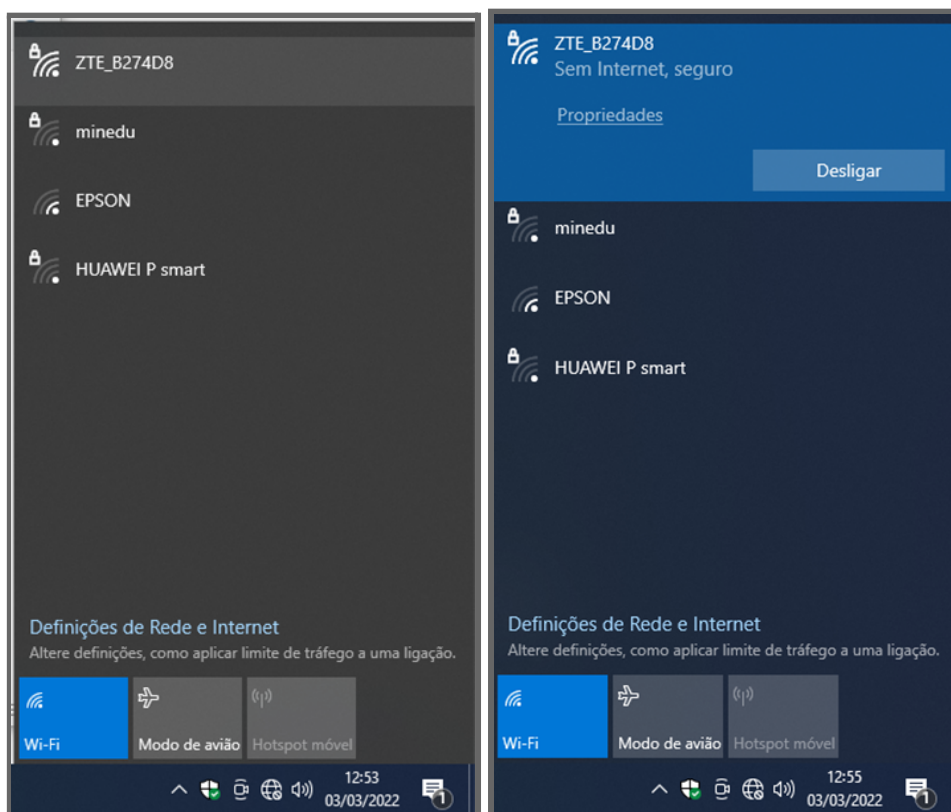 ZTE_B274D8
minedu
EPSON
HUAWEI P smart
Definições de Rede e Internet
Altere definições, como aplicar limite de tráfego a uma ligação.
Wi-Fi
Modo de avião
Hotspot móvel
12:53
03/03/2022
1
ZTE_B274D8
Sem Internet, seguro
Propriedades
Desligar
minedu
EPSON
HUAWEI P smart
Definições de Rede e Internet
Altere definições, como aplicar limite de tráfego a uma ligação.
Wi-Fi
Modo de avião
Hotspot móvel
12:55
03/03/2022
1